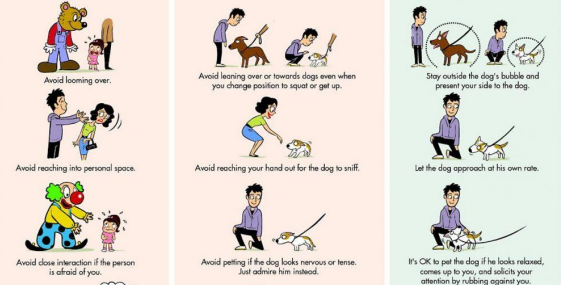 Avoid looming over.
Avoid leaning over or towards dogs even when
you change position to squat or get up.
Stay outside the dog's bubble and
present your side to the dog.
Avoid reaching into personal space.
Avoid reaching your hand out for the dog to sniff.
Let the dog approach at his own rate.
Avoid close interaction if the person
is afraid of you.
Avoid petting if the dog looks nervous or tense.
Just admire him instead.
It's OK to pet the dog if he looks relaxed,
comes up to you, and solicits your
attention by rubbing against you.